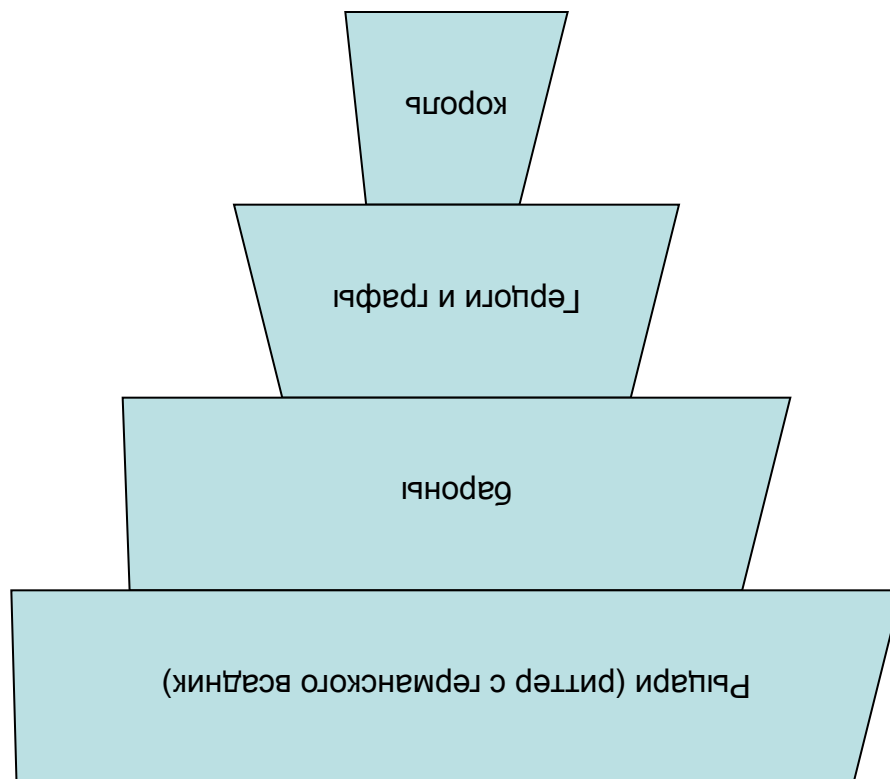 король
Герцоги и графы
бароны
Рыцари (риттер с германского всадник)